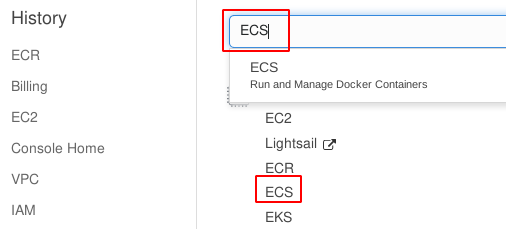 History
ECR
Billing
EC2
Console Home
VPC
IAM
ECS
ECS
Run and Manage Docker Containers
EC2
Lightsail
ECR
ECS
EKS